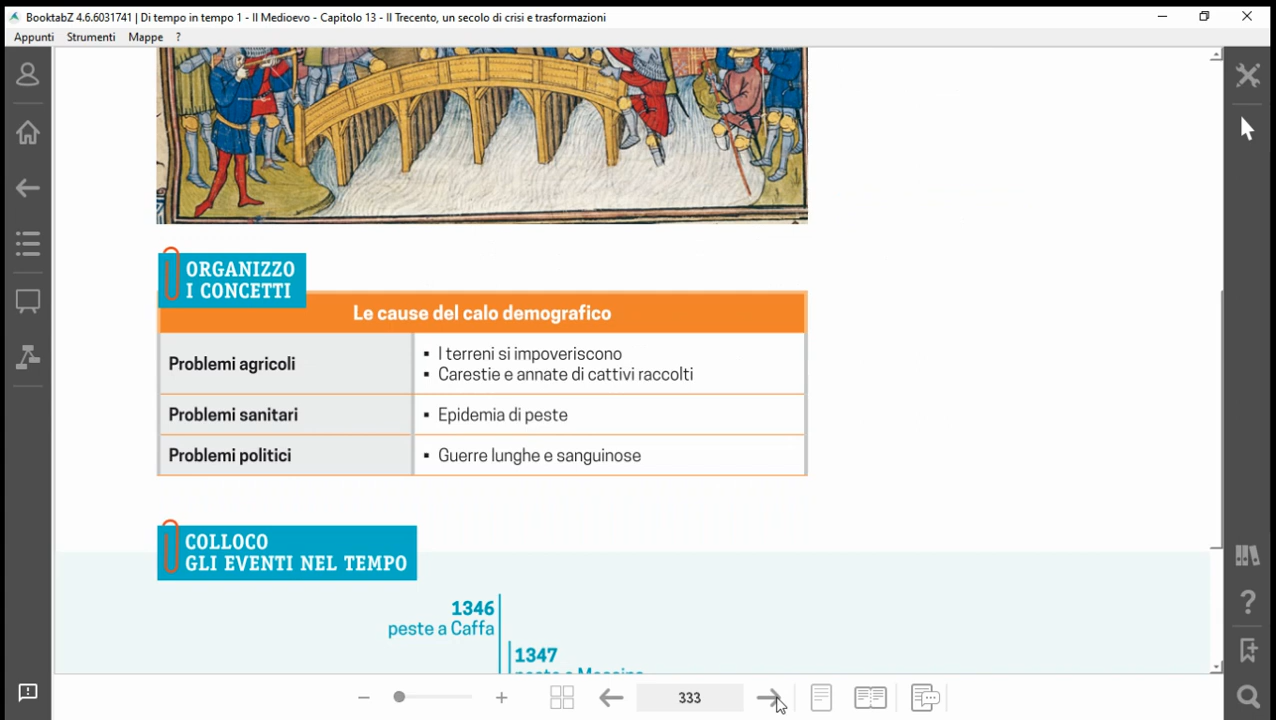 BooktabZ 4.6.6031741 | Di tempo in tempo 1 - Il Medioevo - Capitolo 13 - Il Trecento, un secolo di crisi e trasformazioni
Appunti Strumenti Mappe ?
ORGANIZZO
I CONCETTI
Le cause del calo demografico
Problemi agricoli
▪ I terreni si impoveriscono
▪ Carestie e annate di cattivi raccolti
Problemi sanitari
▪ Epidemia di peste
Problemi politici
▪ Guerre lunghe e sanguinose
COLLOCO
GLI EVENTI NEL TEMPO
1346
peste a Caffa
1347
333